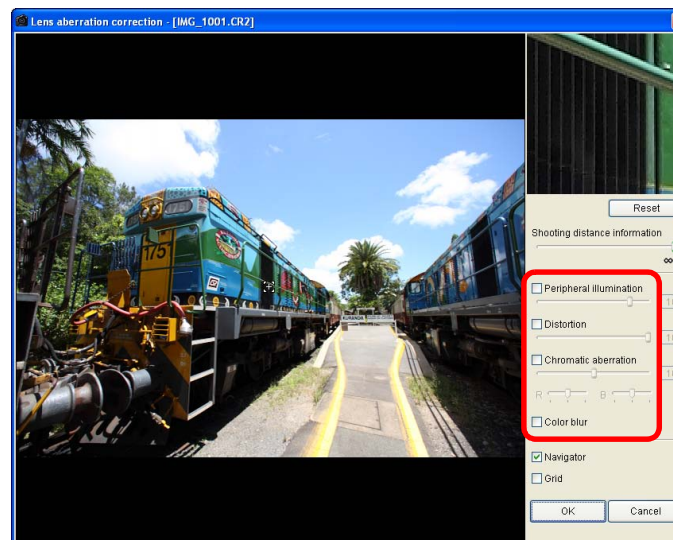 Lens aberration correction - [IMG_1001.CR2]
Reset
Shooting distance information
∞
Peripheral illumination
Distortion
Chromatic aberration
R
B
Color blur
Navigator
Grid
OK
Cancel
175
KURANDA